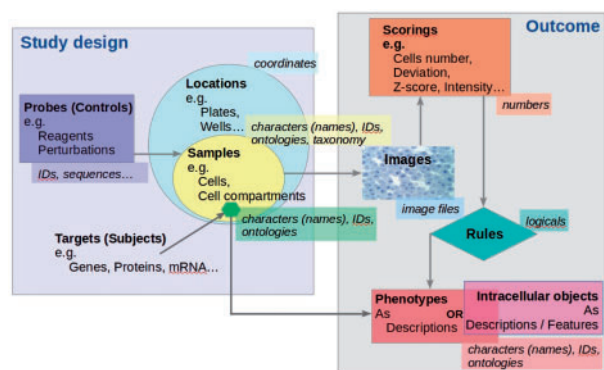 Study design
coordinates
Locations
e.g.
Plates,
Wells...
Probes (Controls)
e.g.
Reagents
Perturbations
IDs, sequences...
characters (names), IDs,
ontologies, taxonomy
Samples
e.g.
Cells,
Cell compartments
characters (names), IDs,
ontologies
Targets (Subjects)
e.g.
Genes, Proteins, mRNA...
Outcome
Scorings
e.g.
Cells number,
Deviation,
Z-score, Intensity...
numbers
Images
image files
Rules
logicals
Phenotypes
As
OR
Descriptions
Intracellular objects
As
Descriptions / Features
characters (names), IDs,
ontologies